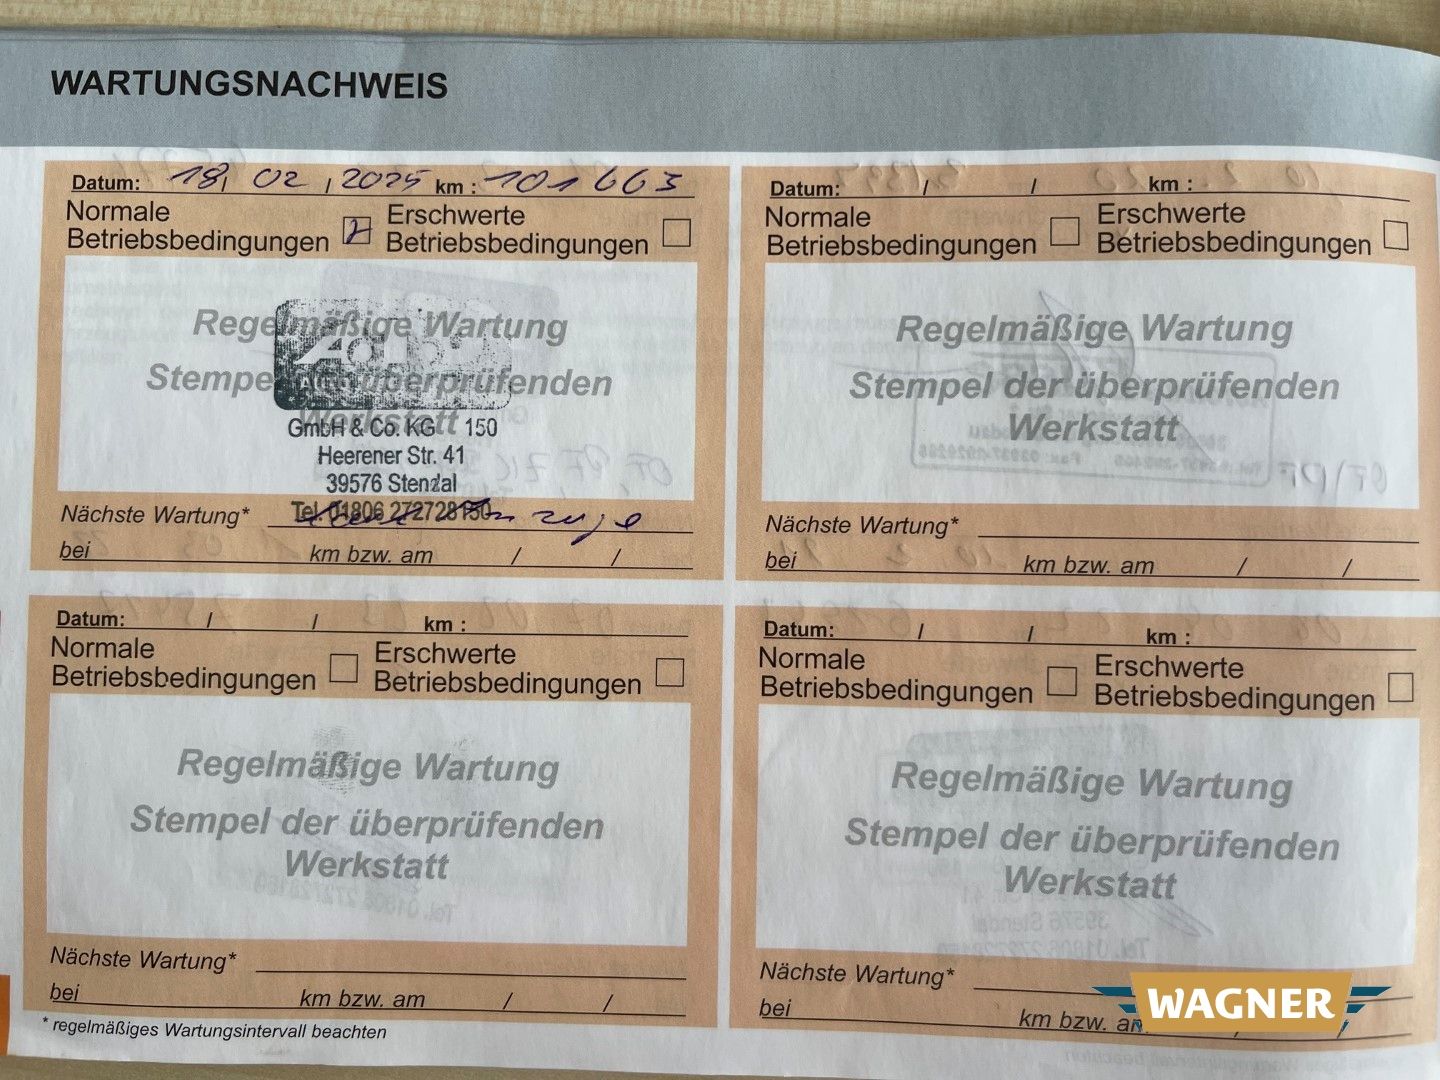 WARTUNGSNACHWEIS
Datum: 18, 02 / 2025 km : 101663
Normale Betriebsbedingungen
Erschwerte Betriebsbedingungen
Regelmäßige Wartung
Stempel der überprüfenden
Werkstatt
GmbH & Co. KG 150
Heerener Str. 41
39576 Stendal
Tel. 01806 272728150
Nächste Wartung*
bei km bzw. am / /
Datum: / / km :
Normale Betriebsbedingungen
Erschwerte Betriebsbedingungen
Regelmäßige Wartung
Stempel der überprüfenden
Werkstatt
Nächste Wartung*
bei km bzw. am / /
Datum: / / km :
Normale Betriebsbedingungen
Erschwerte Betriebsbedingungen
Regelmäßige Wartung
Stempel der überprüfenden
Werkstatt
Nächste Wartung*
bei km bzw. am / /
* regelmäßiges Wartungsintervall beachten
Datum: / / km :
Normale Betriebsbedingungen
Erschwerte Betriebsbedingungen
Regelmäßige Wartung
Stempel der überprüfenden
Werkstatt
Nächste Wartung*
bei km bzw. am / /
WAGNER